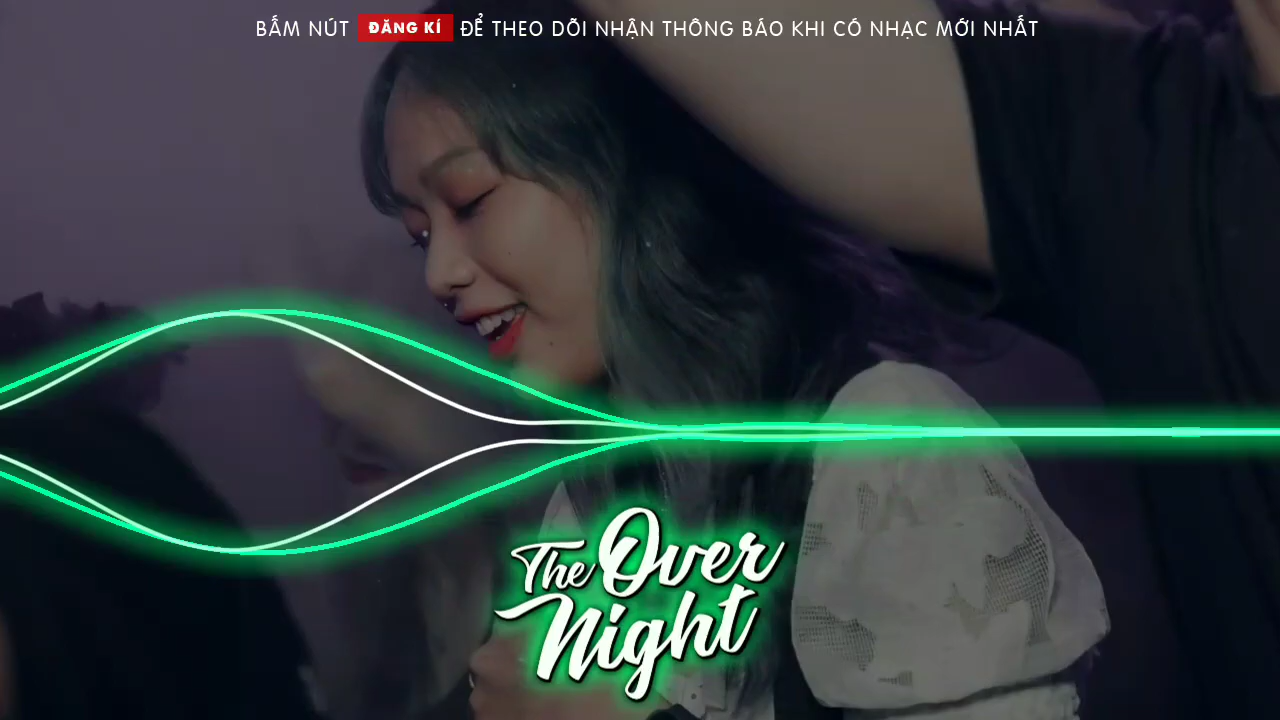 BẤM NÚT ĐĂNG KÍ ĐỂ THEO DÕI NHẬN THÔNG BÁO KHI CÓ NHẠC MỚI NHẤT
The Over
Night